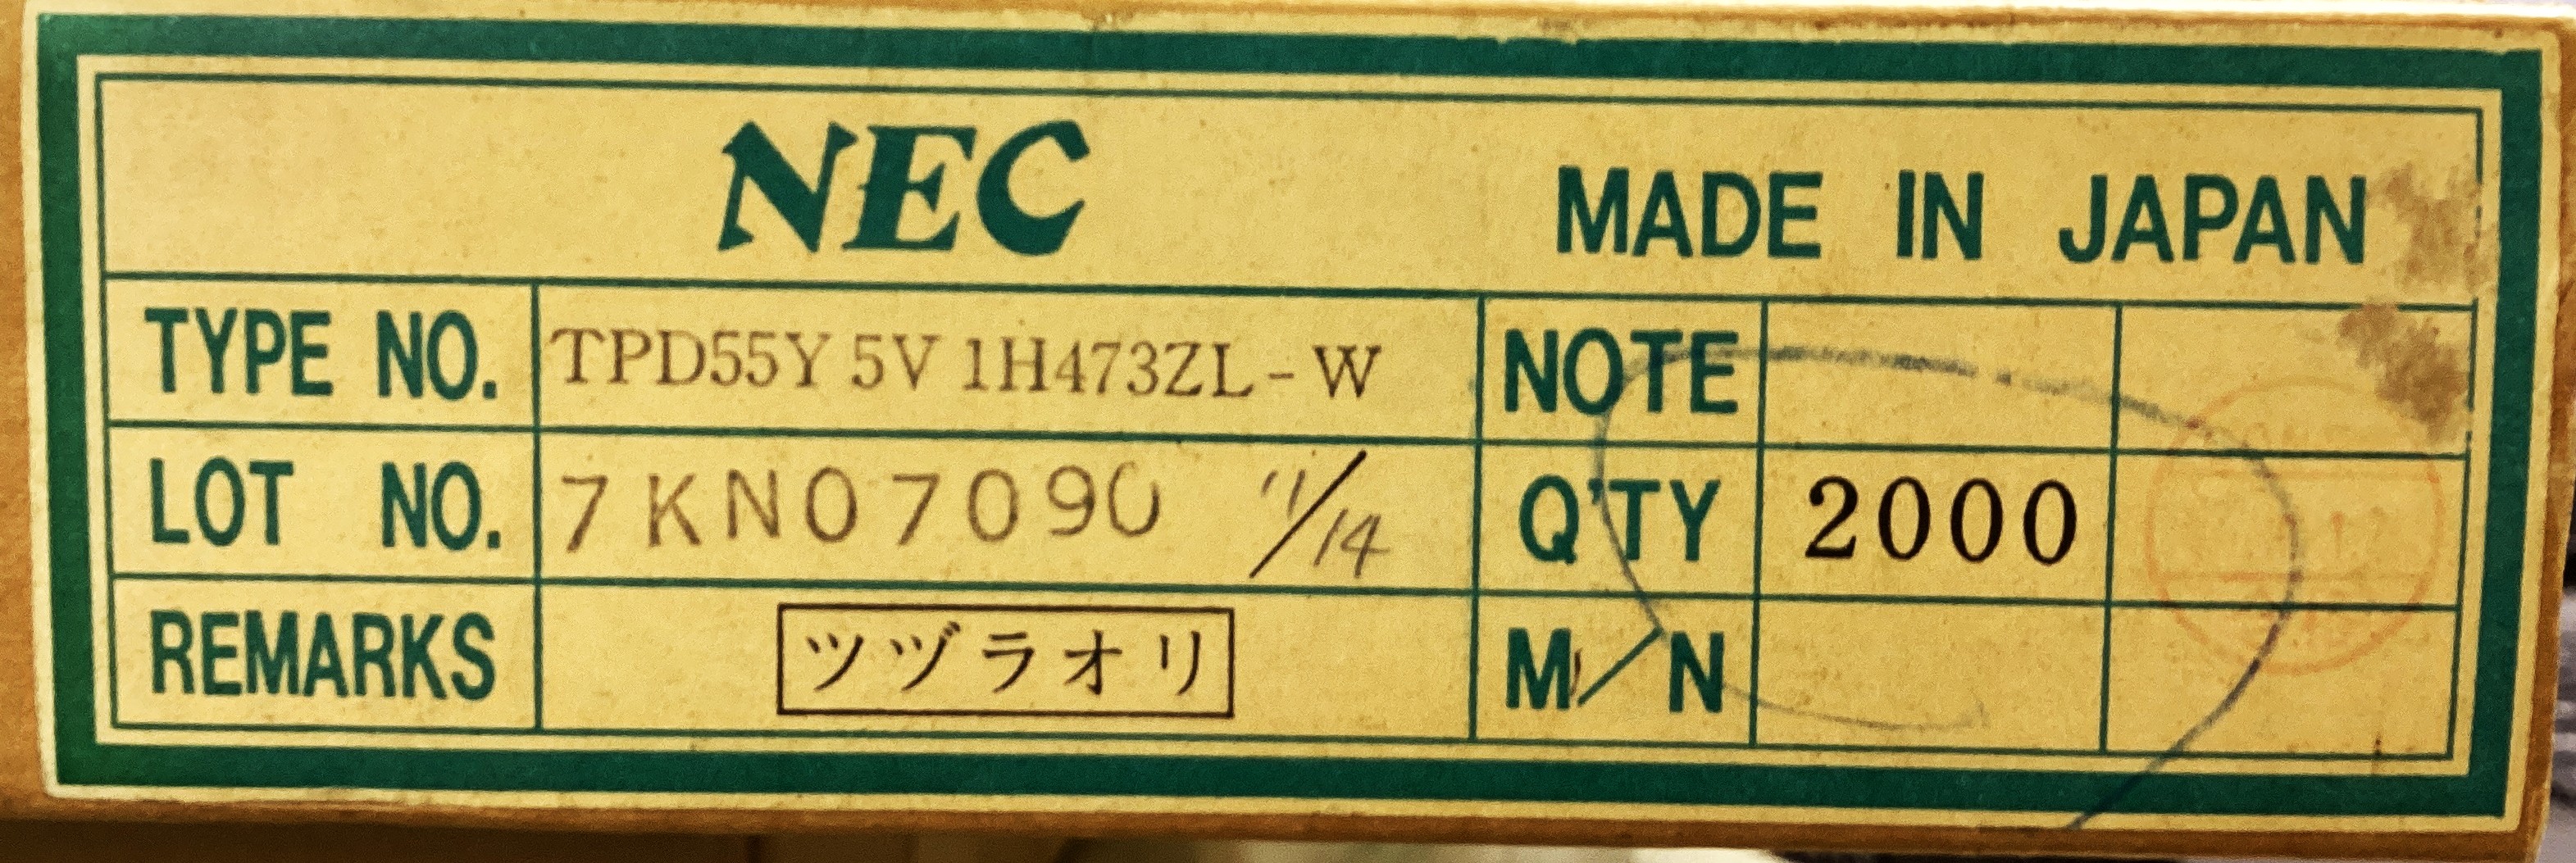 NEC MADE IN JAPAN
TYPE NO. TPD55Y 5V 1H473ZL-W NOTE
LOT NO. 7KN07090 11/14 Q'TY 2000
REMARKS ツヅラオリ M/N